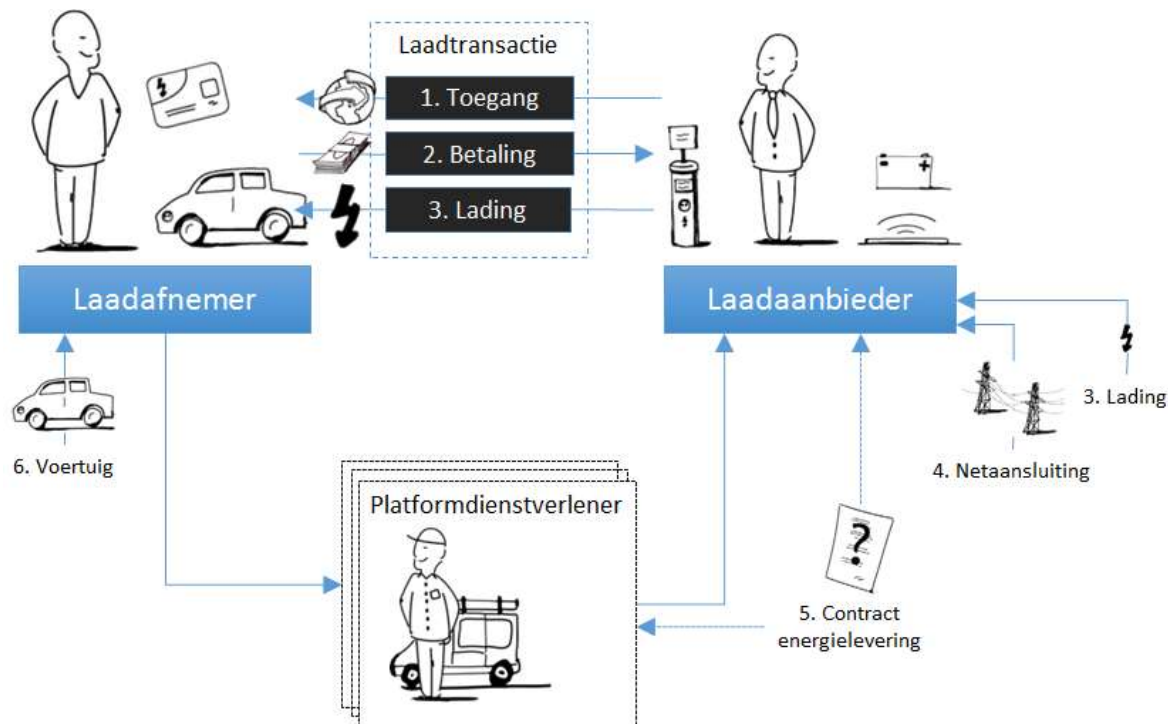 Laadtransactie
1. Toegang
2. Betaling
3. Lading
Laadafnemer
Laadaanbieder
6. Voertuig
3. Lading
4. Netaansluiting
Platformdienstverlener
?
5. Contract
energielevering